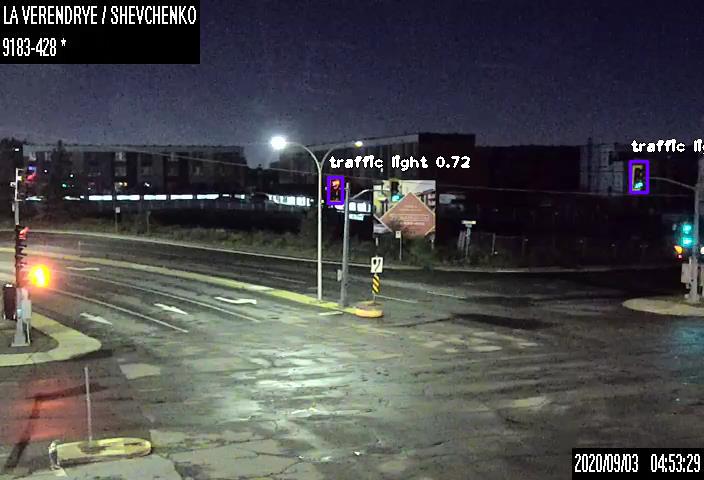 LA VERENDRYE / SHEVCHENKO
9183-428 *
traffic light 0.72
traffic lig
2020/09/03 04:53:29